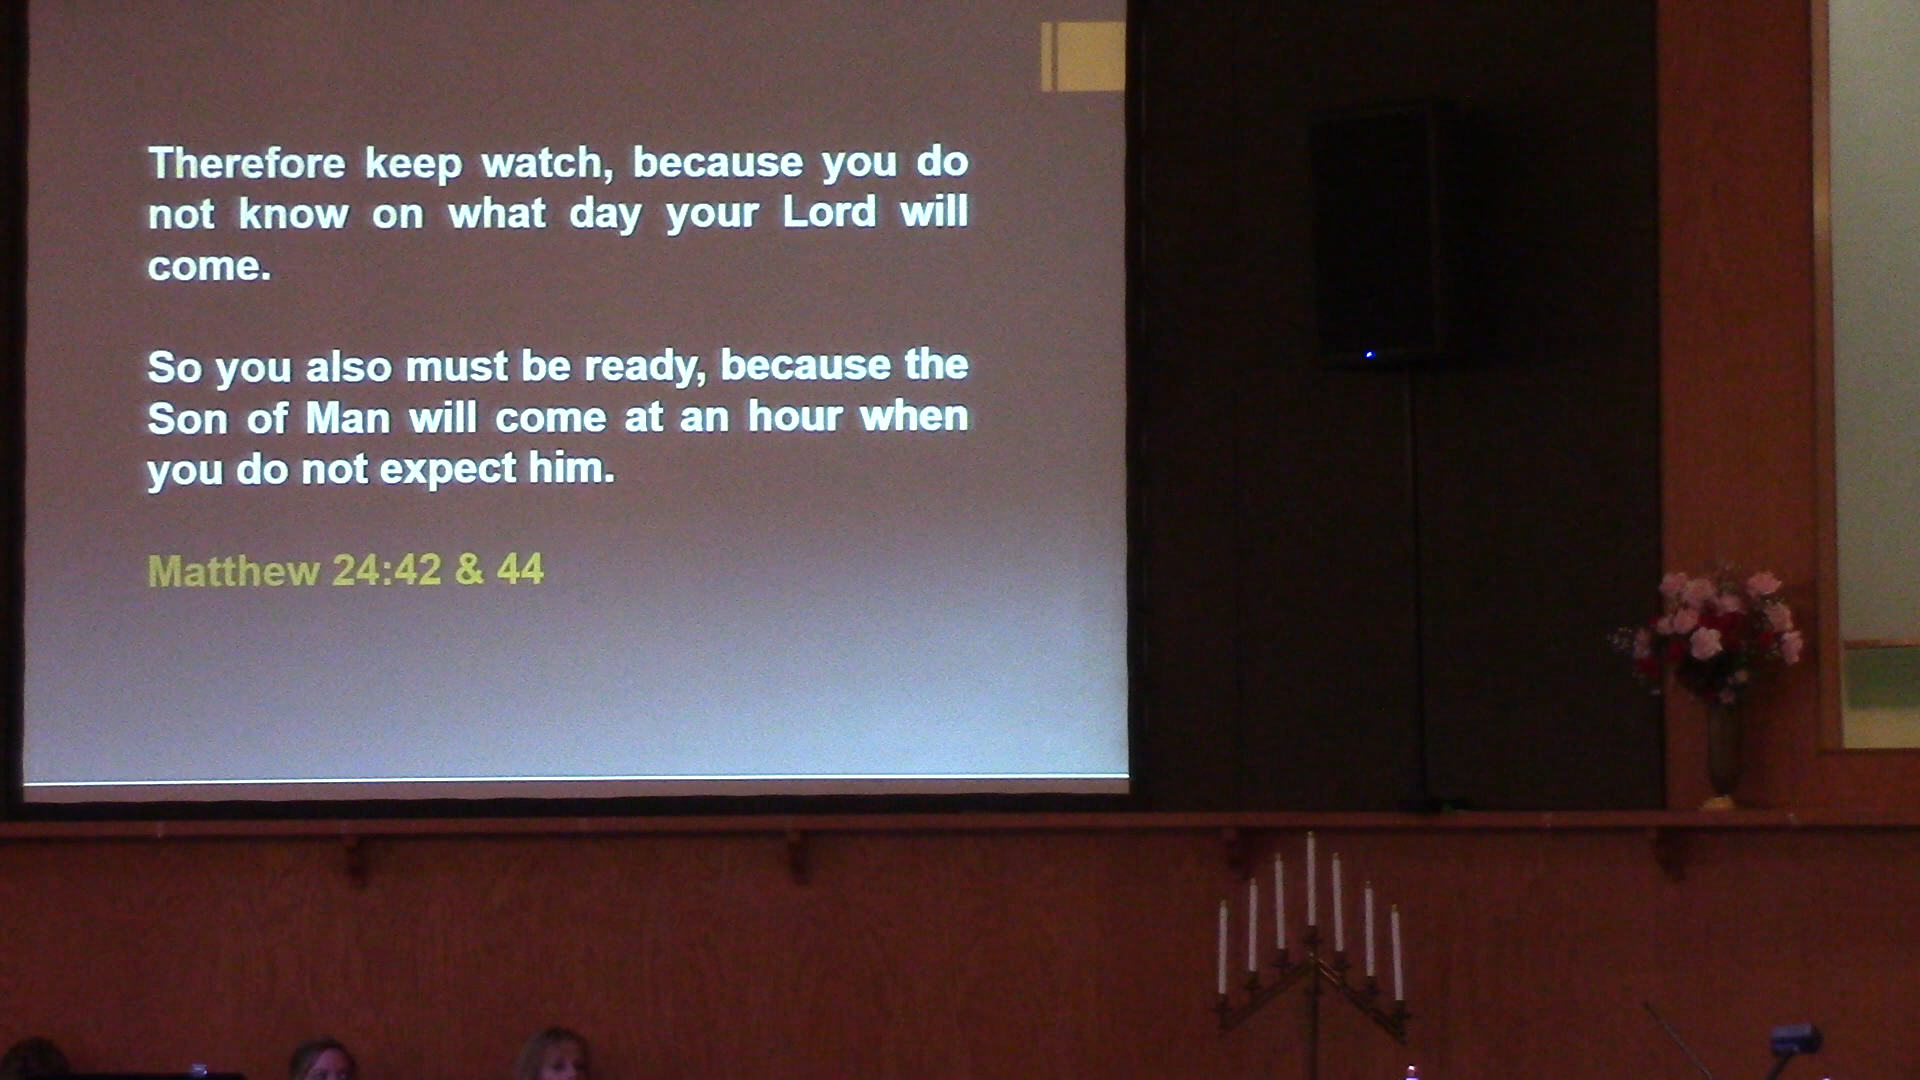 Therefore keep watch, because you do
not know on what day your Lord will
come.
So you also must be ready, because the
Son of Man will come at an hour when
you do not expect him.
Matthew 24:42 & 44